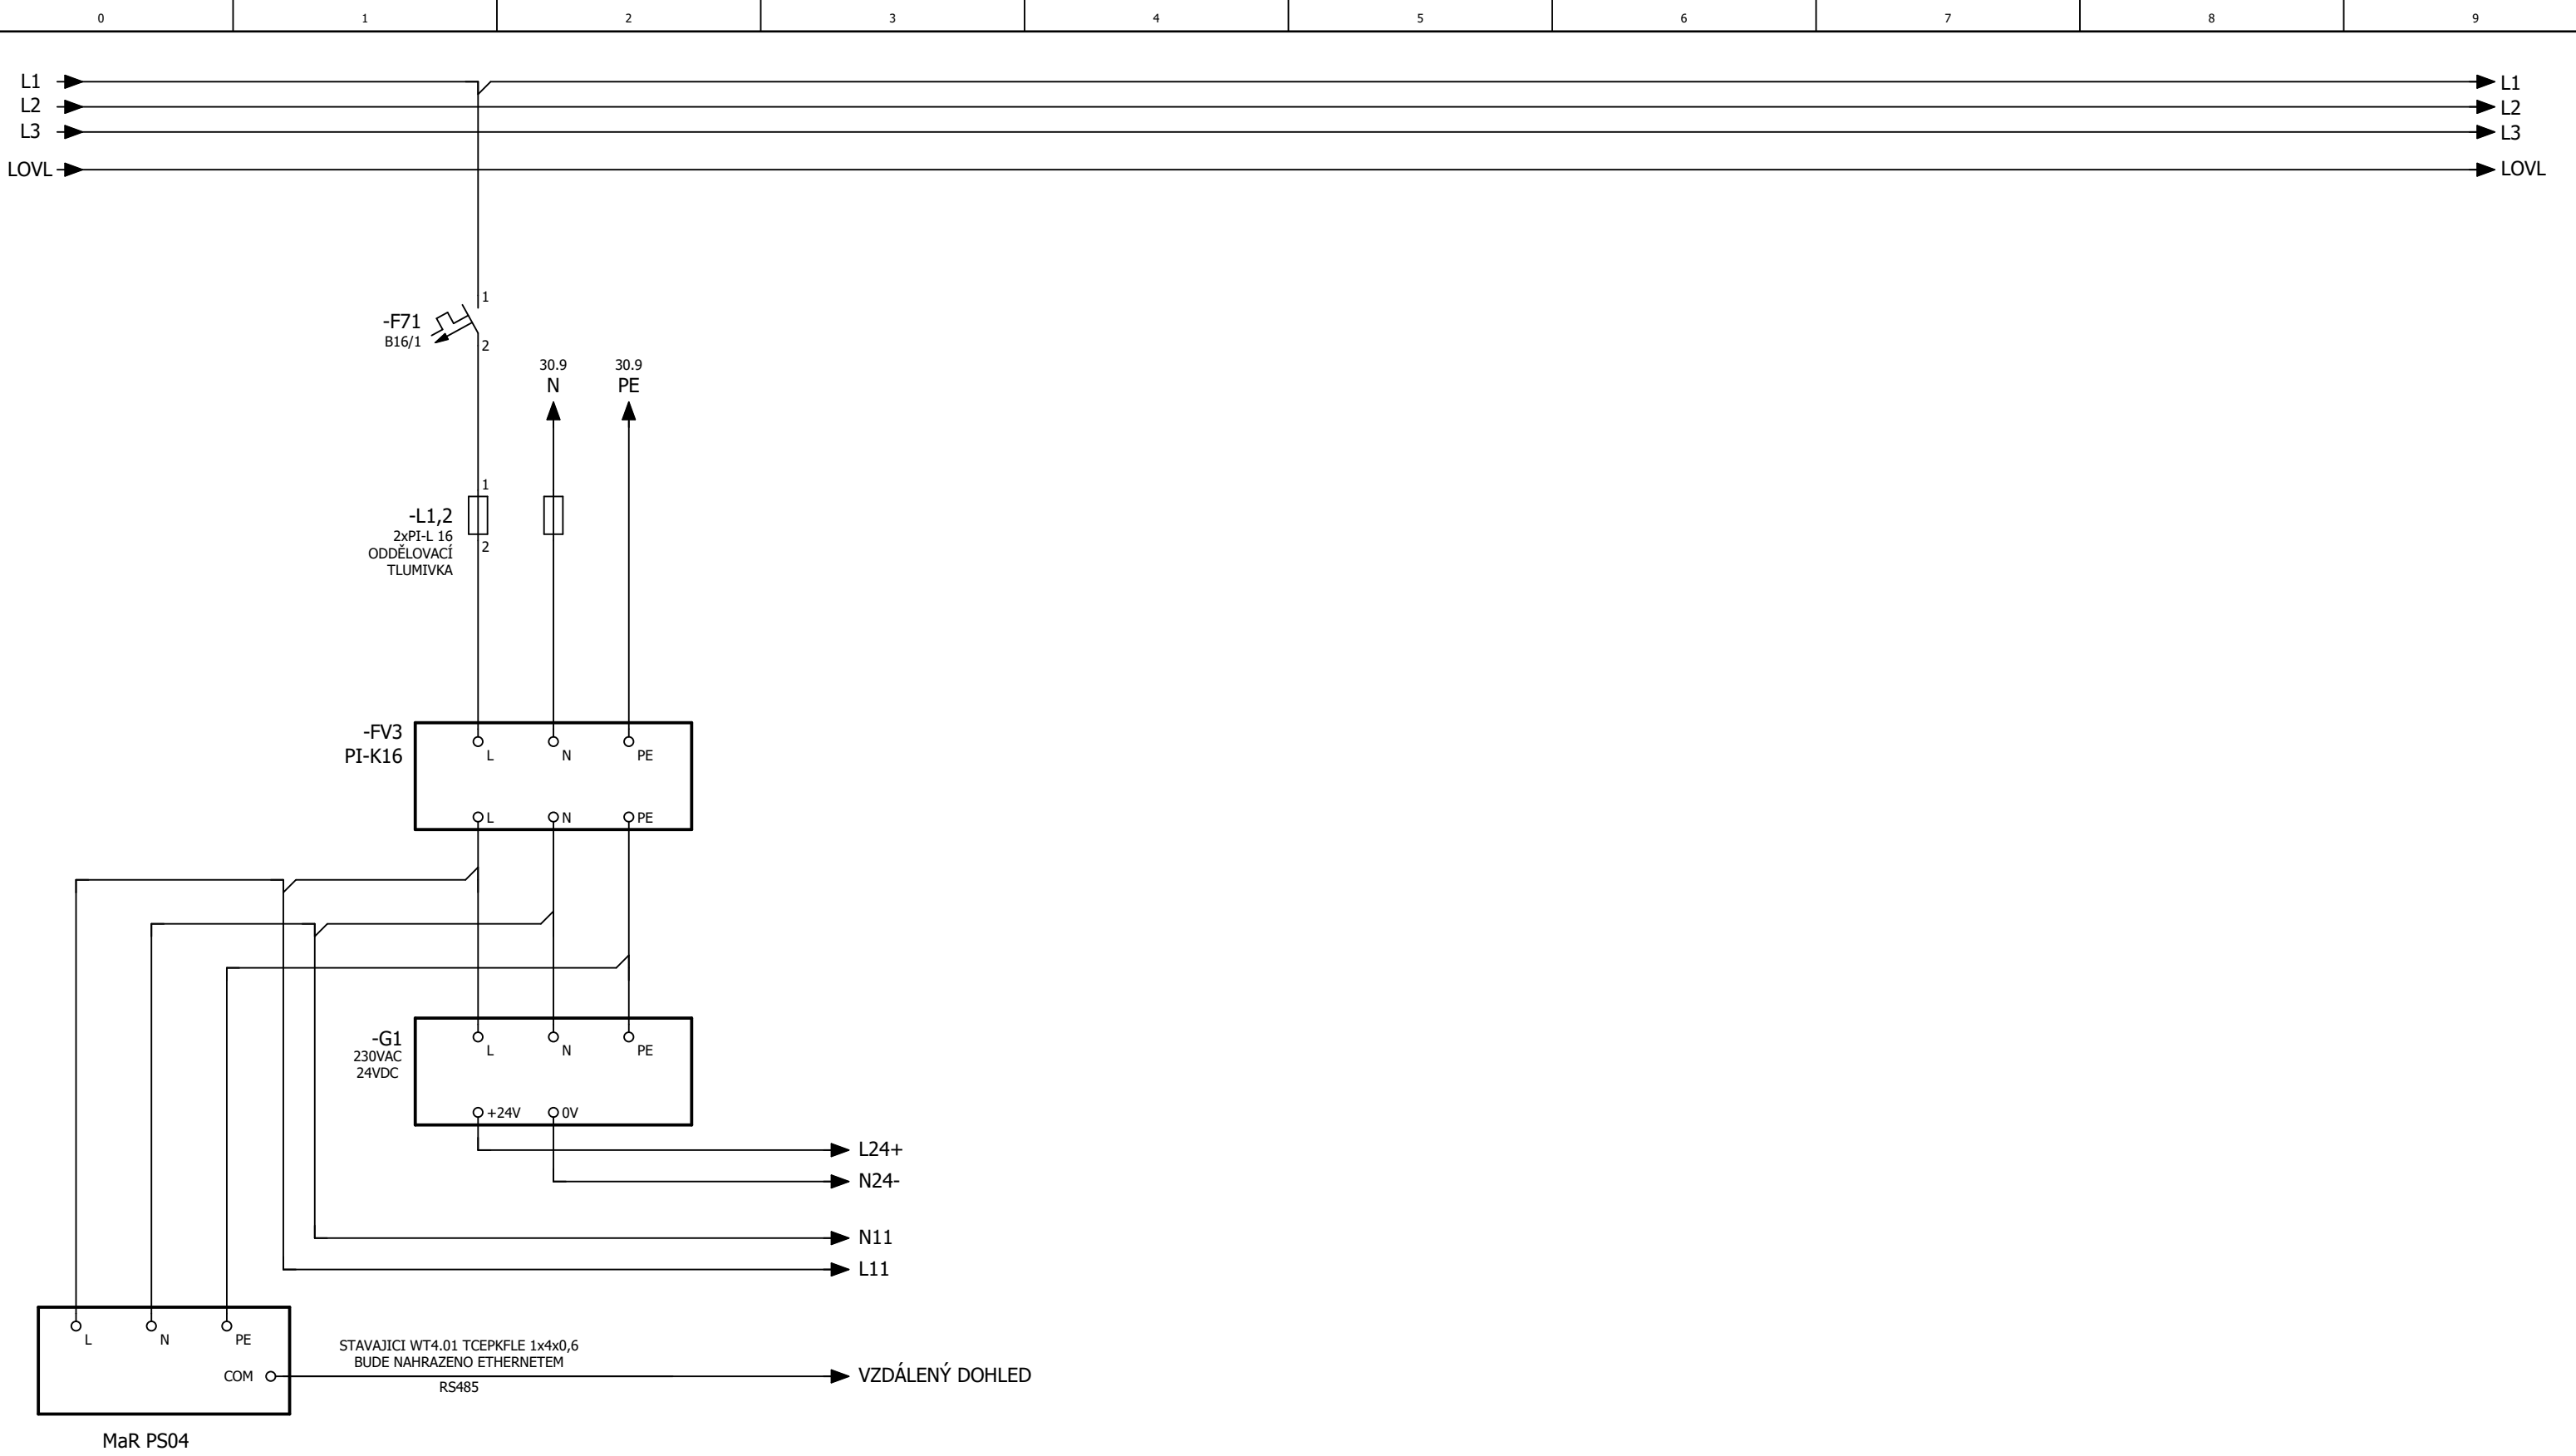 0 1 2 3 4 5 6 7 8 9
L1 L1
L2 L2
L3 L3
LOVL LOVL
1
-F71
B16/1
2
30.9 30.9
N PE
1
-L1,2
2xPI-L 16
ODDĚLOVACÍ
TLUMIVKA
2
-FV3
PI-K16
L N PE
L N PE
-G1
230VAC
24VDC
L N PE
+24V 0V
L24+
N24-
N11
L11
L N PE
COM
STAVAJICI WT4.01 TCEPKFLE 1x4x0,6
BUDE NAHRAZENO ETHERNETEM
RS485
VZDÁLENÝ DOHLED
MaR PS04